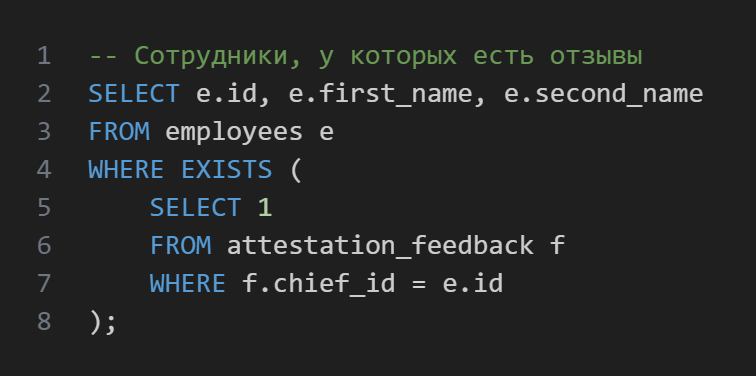 1 -- Сотрудники, у которых есть отзывы
2 SELECT e.id, e.first_name, e.second_name
3 FROM employees e
4 WHERE EXISTS (
5     SELECT 1
6     FROM attestation_feedback f
7     WHERE f.chief_id = e.id
8 );